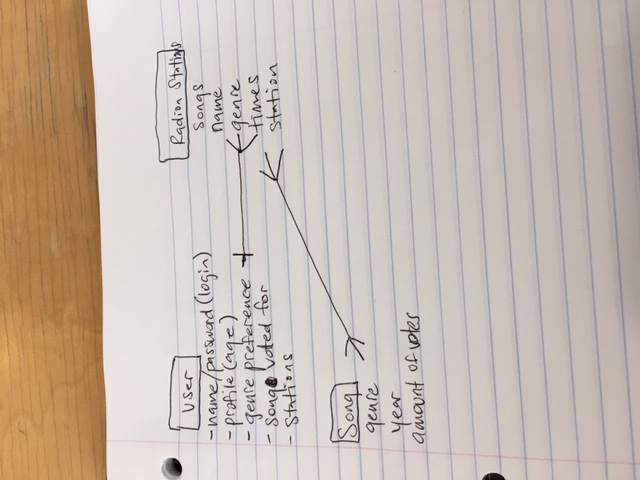 User
- name/password (login)
- profile (age)
- genre preference
- song voted for
- stations
Radion Stations
songs
name
genre
times
station
Song
genre
year
amount of votes